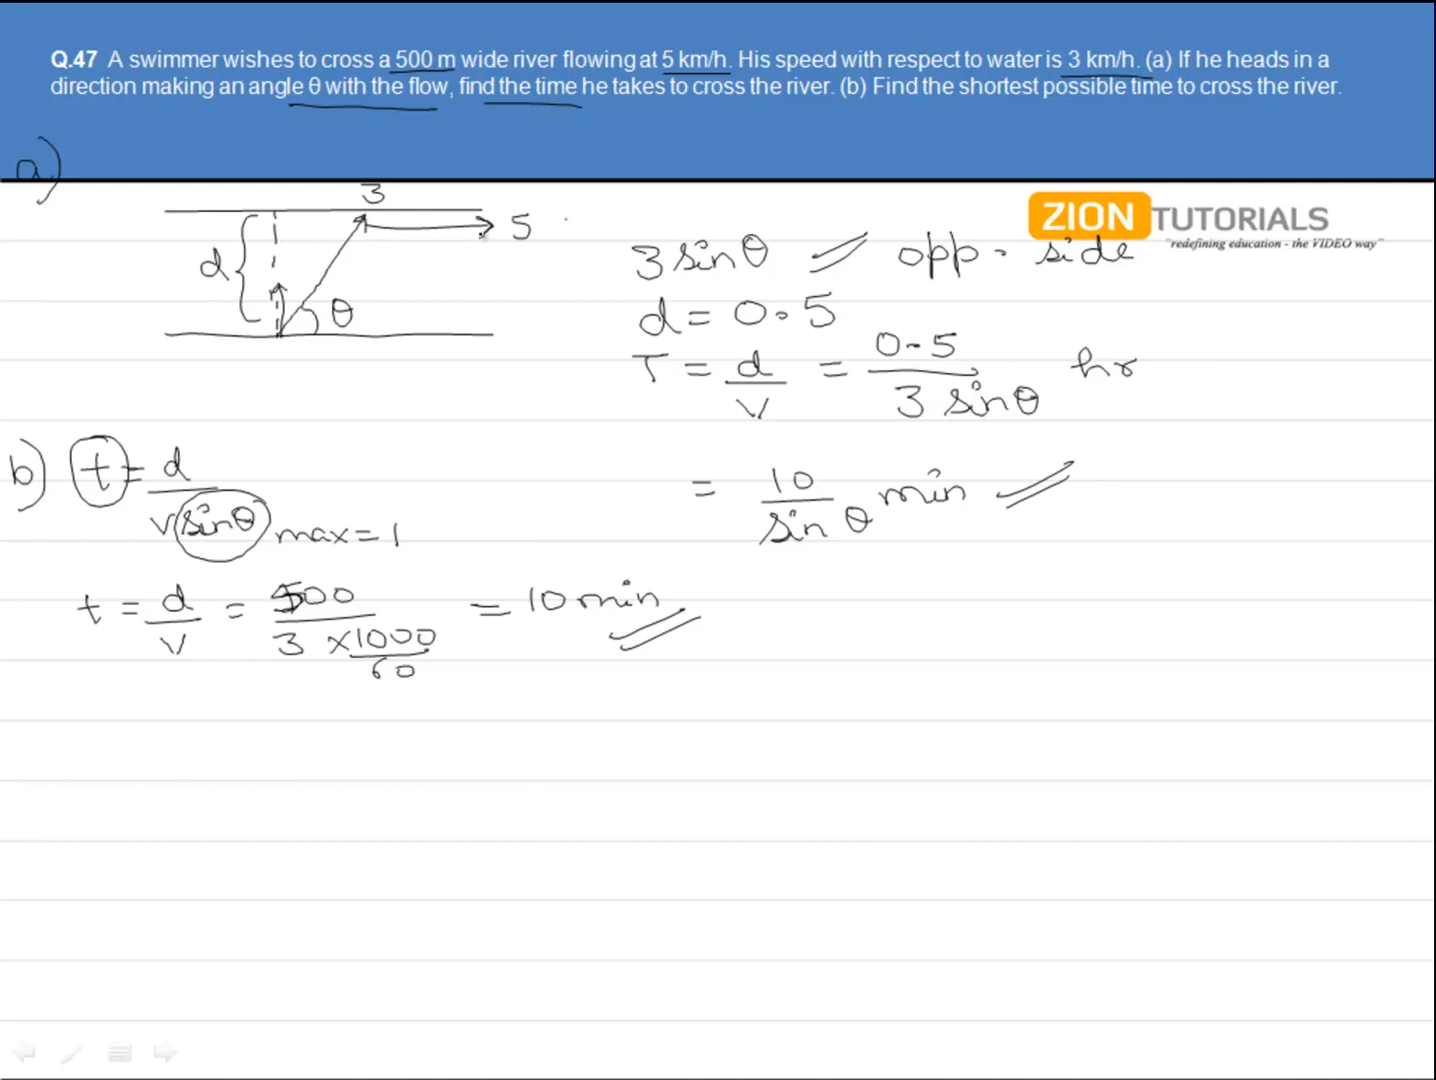 Q.47 A swimmer wishes to cross a 500 m wide river flowing at 5 km/h. His speed with respect to water is 3 km/h. (a) If he heads in a
direction making an angle θ with the flow, find the time he takes to cross the river. (b) Find the shortest possible time to cross the river.
a)
3
5
d
θ
ZION TUTORIALS
"redefining education - the VIDEO way"
3 sinθ opp. side
d = 0.5
T = d/V = 0.5/3 sinθ hr
= 10/sin θ min
b) t = d/v sinθ max = 1
t = d/V = 500/3 × 1000/60 = 10 min